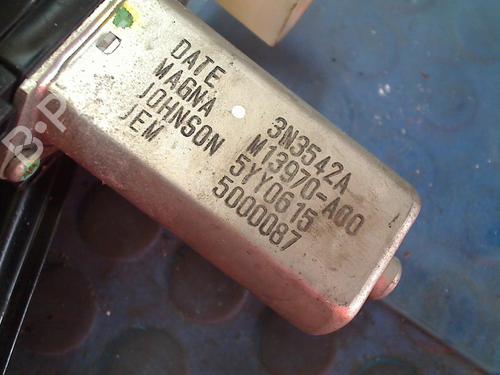 DATE 3N3542A
MAGNA M13970-A00
JOHNSON 5YY0615
JEM 5000087
B.P